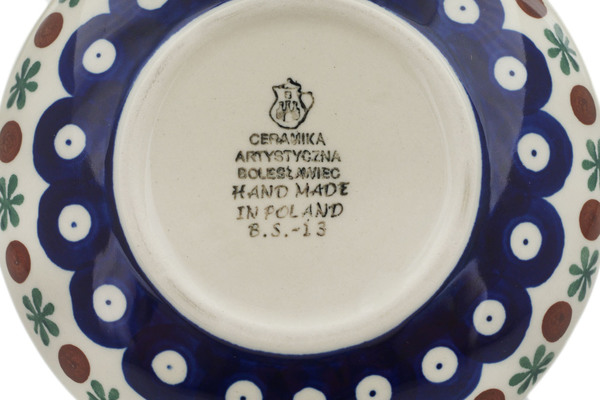 CERAMIKA
ARTYSTYCZNA
BOLESŁAWIEC
HAND MADE
IN POLAND
B.S.-13